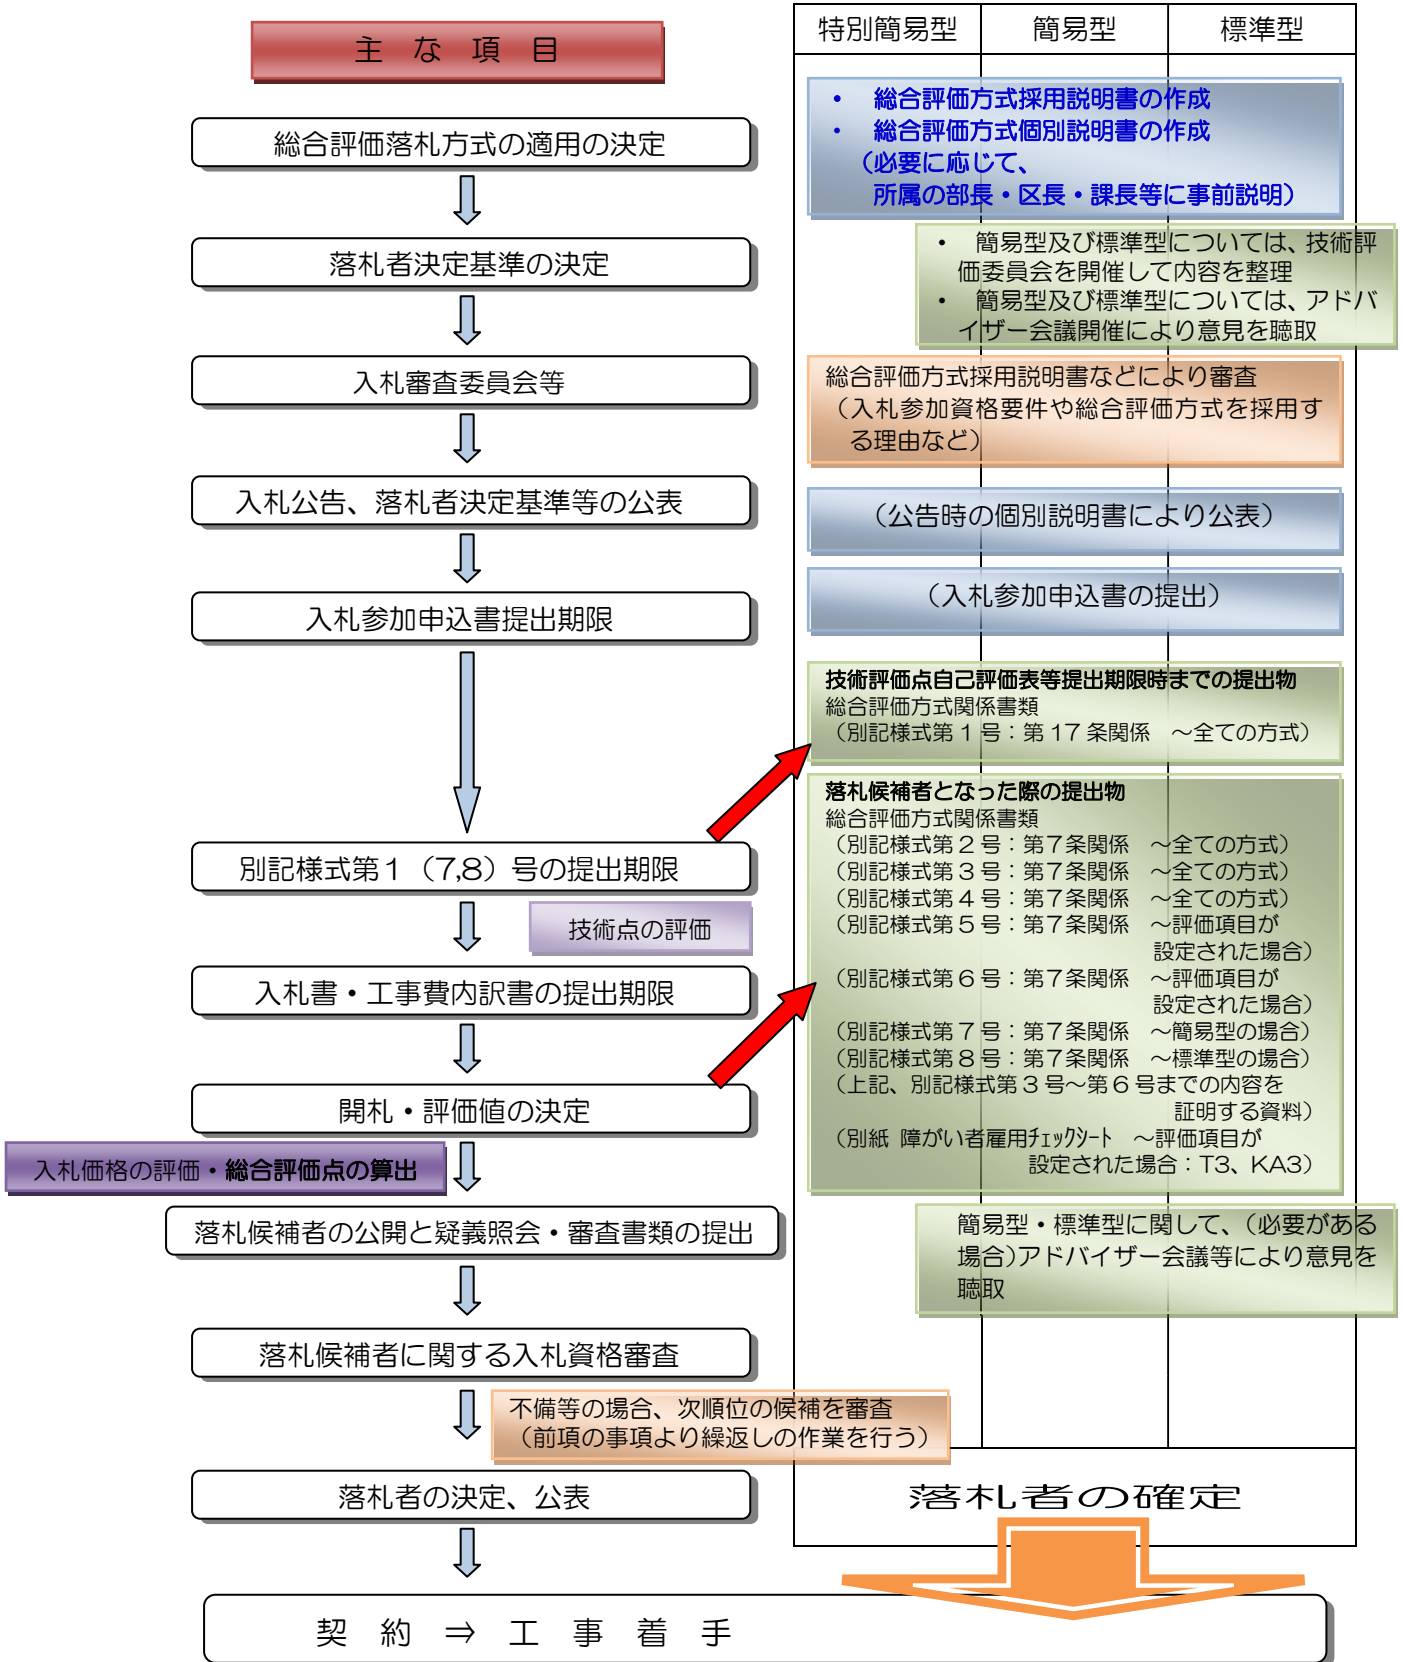 主 な 項 目
特別簡易型 簡易型 標準型
総合評価落札方式の適用の決定
・ 総合評価方式採用説明書の作成
・ 総合評価方式個別説明書の作成
（必要に応じて、
所属の部長・区長・課長等に事前説明）
落札者決定基準の決定
・ 簡易型及び標準型については、技術評
価委員会を開催して内容を整理
・ 簡易型及び標準型については、アドバ
イザー会議開催により意見を聴取
入札審査委員会等
総合評価方式採用説明書などにより審査
（入札参加資格要件や総合評価方式を採用す
る理由など）
入札公告、落札者決定基準等の公表
（公告時の個別説明書により公表）
入札参加申込書提出期限
（入札参加申込書の提出）
技術評価点自己評価表等提出期限時までの提出物
総合評価方式関係書類
（別記様式第１号：第 17 条関係 ～全ての方式）
別記様式第１（7,8）号の提出期限
技術点の評価
落札候補者となった際の提出物
総合評価方式関係書類
（別記様式第２号：第７条関係 ～全ての方式）
（別記様式第３号：第７条関係 ～全ての方式）
（別記様式第４号：第７条関係 ～全ての方式）
（別記様式第５号：第７条関係 ～評価項目が
設定された場合）
（別記様式第６号：第７条関係 ～評価項目が
設定された場合）
（別記様式第７号：第７条関係 ～簡易型の場合）
（別記様式第８号：第７条関係 ～標準型の場合）
（上記、別記様式第３号～第６号までの内容を
証明する資料）
（別紙 障がい者雇用ﾁｪｯｸｼｰﾄ ～評価項目が
設定された場合：T３、KA３）
入札書・工事費内訳書の提出期限
開札・評価値の決定
入札価格の評価・総合評価点の算出
落札候補者の公開と疑義照会・審査書類の提出
簡易型・標準型に関して、（必要がある
場合）アドバイザー会議等により意見を
聴取
落札候補者に関する入札資格審査
不備等の場合、次順位の候補を審査
（前項の事項より繰返しの作業を行う）
落札者の決定、公表
落札者の確定
契 約 ⇒ 工 事 着 手